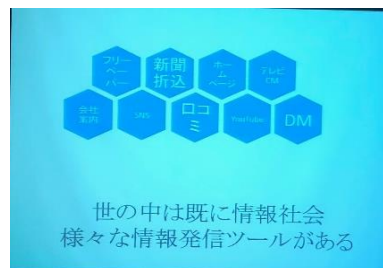 フリー
ペー
パー
新聞
折込
ホー
ム
ページ
テレビ
CM
会社
案内
SNS
口コ
ミ
YouTube
DM
世の中は既に情報社会
様々な情報発信ツールがある